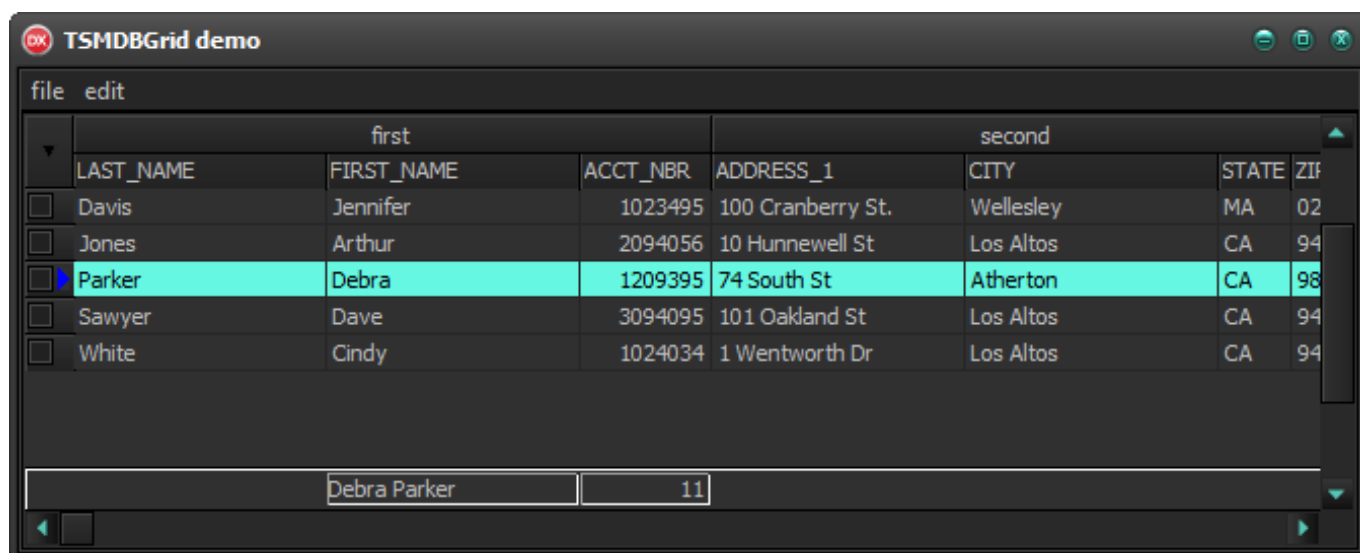 DX TSMDBGrid demo
file edit
first second
LAST_NAME FIRST_NAME ACCT_NBR ADDRESS_1 CITY STATE ZIP
Davis Jennifer 1023495 100 Cranberry St. Wellesley MA 02
Jones Arthur 2094056 10 Hunnewell St Los Altos CA 94
Parker Debra 1209395 74 South St Atherton CA 98
Sawyer Dave 3094095 101 Oakland St Los Altos CA 94
White Cindy 1024034 1 Wentworth Dr Los Altos CA 94
Debra Parker 11